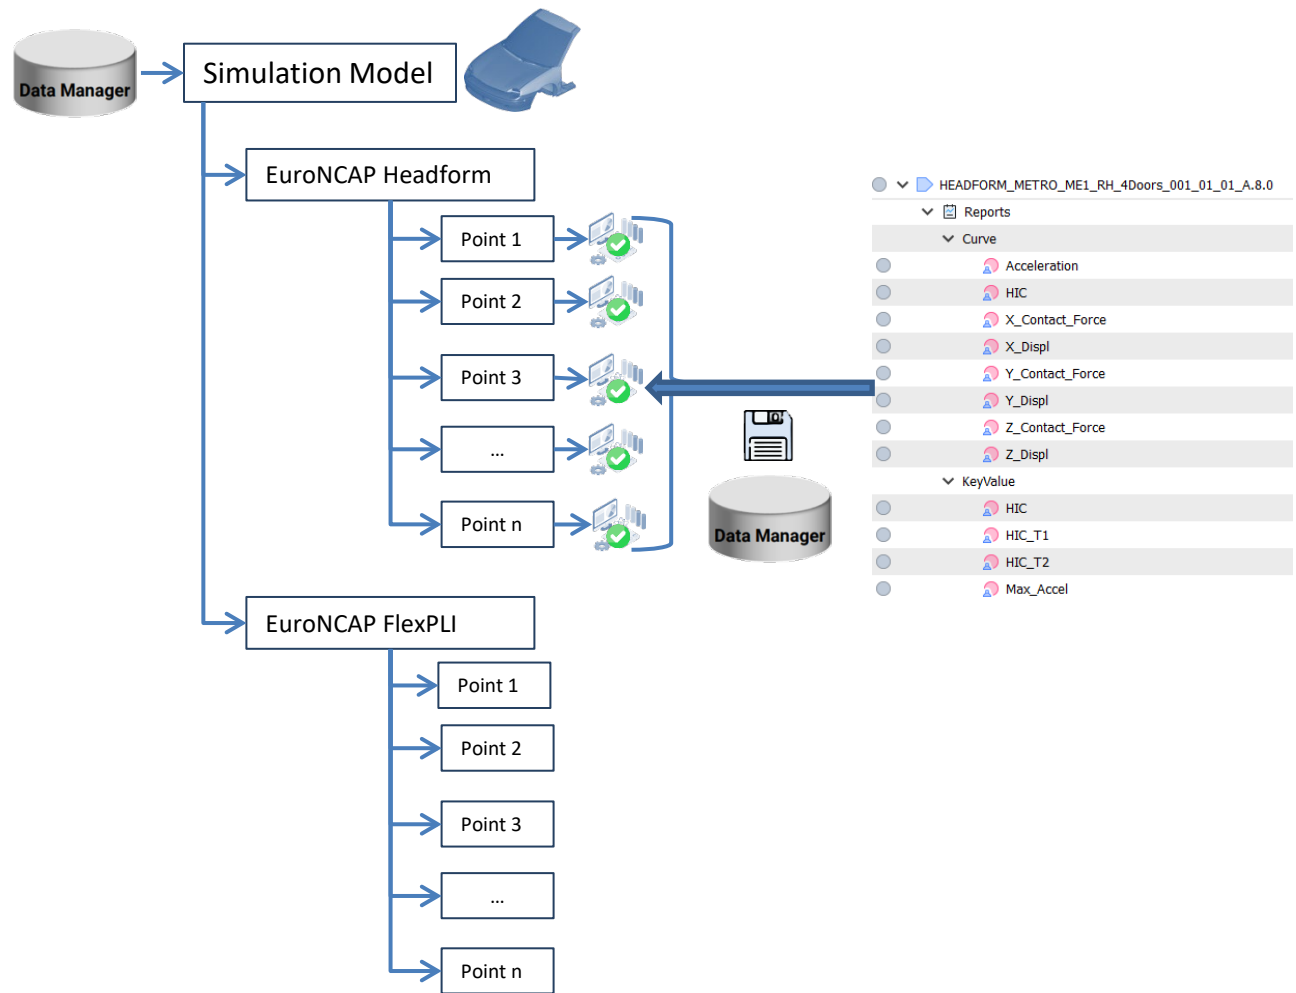 Data Manager
Simulation Model
EuroNCAP Headform
Point 1
Point 2
Point 3
...
Point n
Data Manager
EuroNCAP FlexPLI
Point 1
Point 2
Point 3
...
Point n
HEADFORM_METRO_ME1_RH_4Doors_001_01_01_A.8.0
Reports
Curve
Acceleration
HIC
X_Contact_Force
X_Displ
Y_Contact_Force
Y_Displ
Z_Contact_Force
Z_Displ
KeyValue
HIC
HIC_T1
HIC_T2
Max_Accel